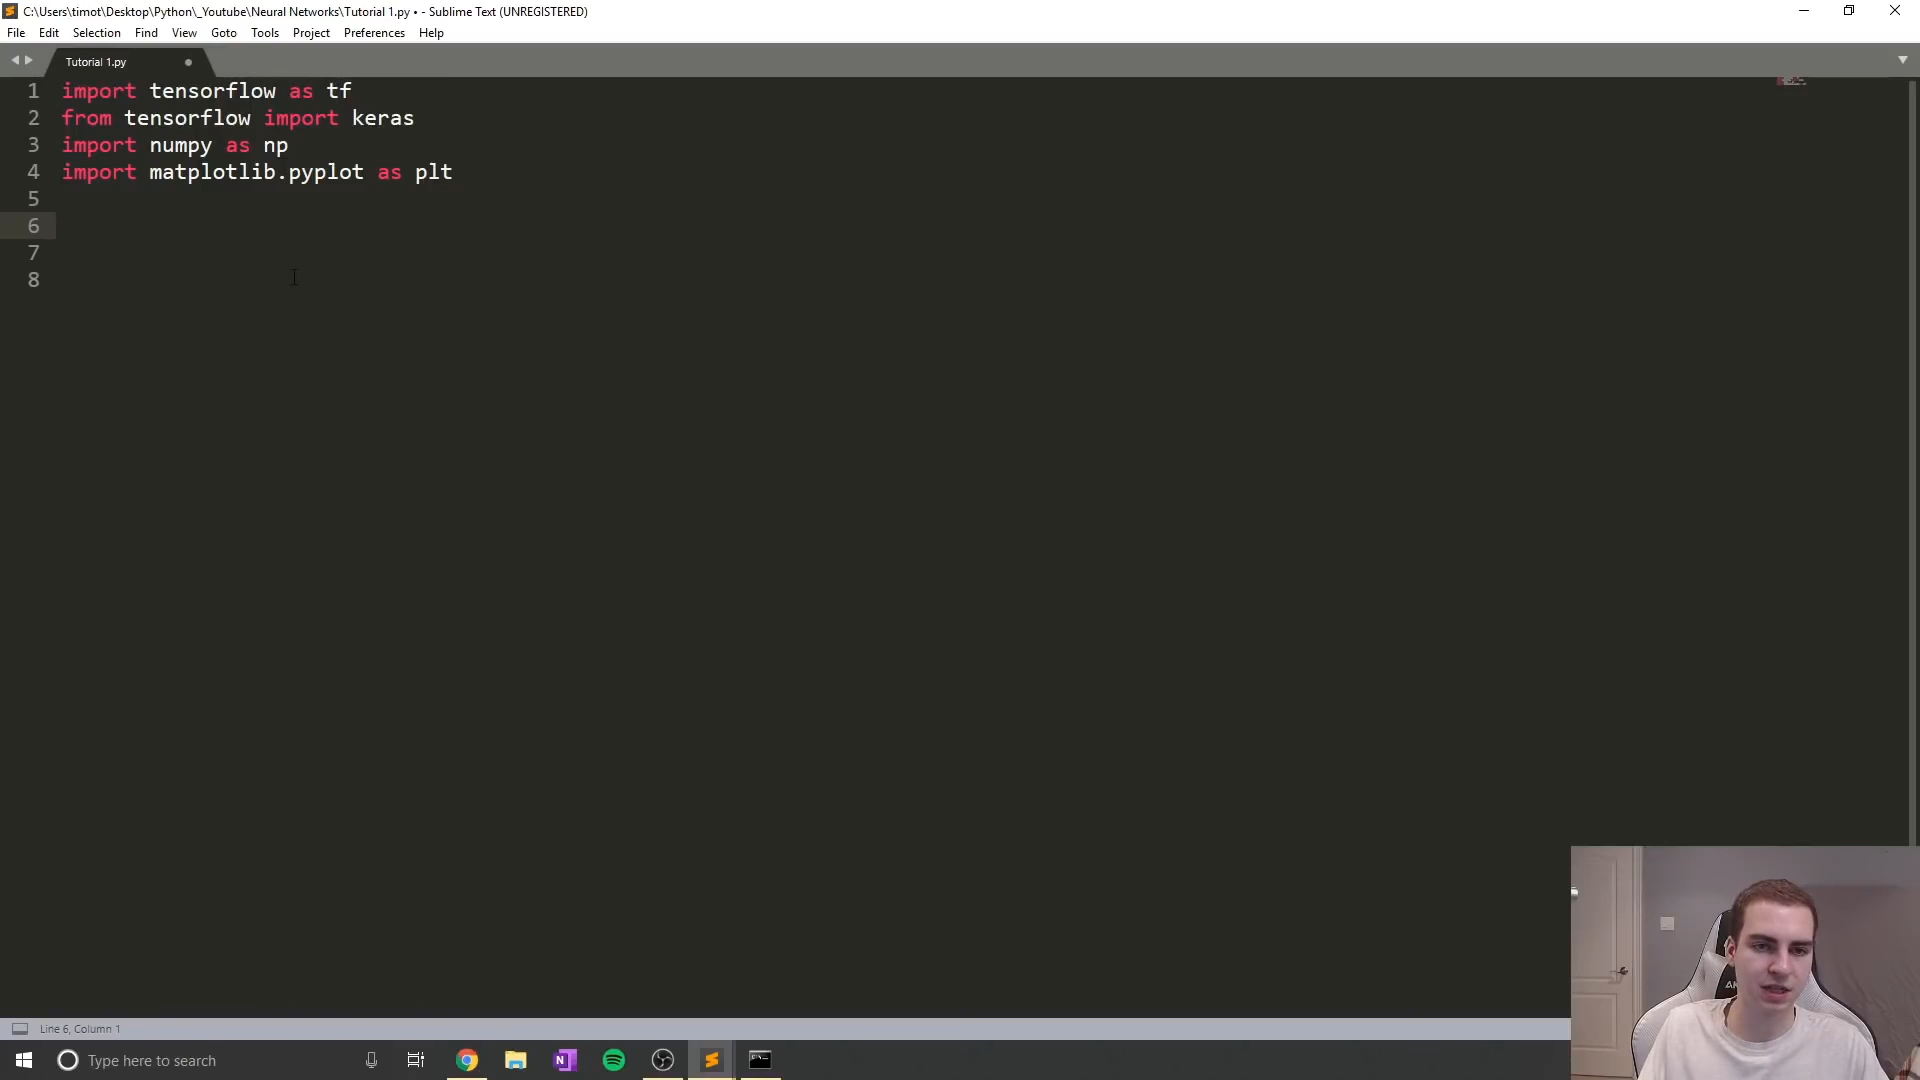 C:\Users\timot\Desktop\Python\_Youtube\Neural Networks\Tutorial 1.py • - Sublime Text (UNREGISTERED)
File Edit Selection Find View Goto Tools Project Preferences Help
Tutorial 1.py
1 import tensorflow as tf
2 from tensorflow import keras
3 import numpy as np
4 import matplotlib.pyplot as plt
5
6
7
8
Line 6, Column 1
Type here to search